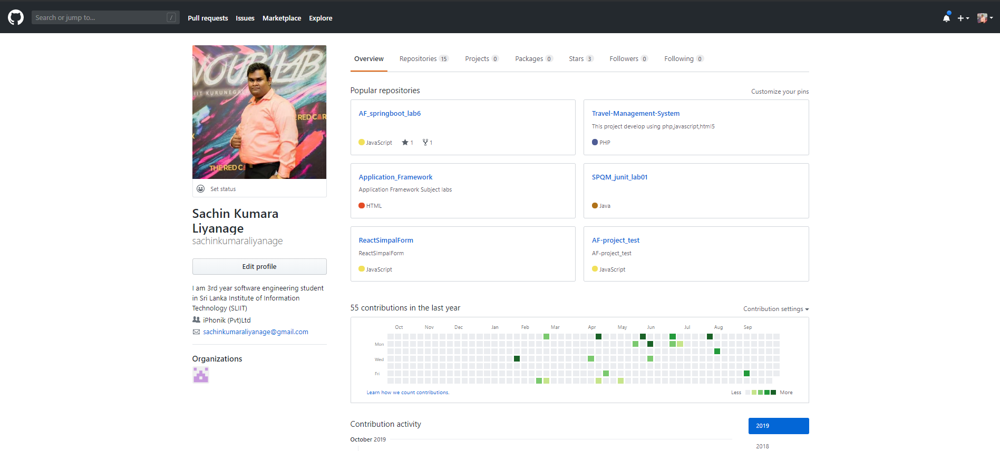 Search or jump to...
/
Pull requests Issues Marketplace Explore
THE RED CAR
Set status
Sachin Kumara
Liyanage
sachinkumaraliyanage
Edit profile
I am 3rd year software engineering student
in Sri Lanka Institute of Information
Technology (SLIIT)
iPhonik (Pvt)Ltd
sachinkumaraliyanage@gmail.com
Organizations
Overview Repositories 15 Projects 0 Packages 0 Stars 3 Followers 0 Following 0
Popular repositories
Customize your pins
AF_springboot_lab6
JavaScript 1 1
Travel-Management-System
This project develop using php,javascript,html5
PHP
Application_Framework
Application Framework Subject labs
HTML
SPQM_junit_lab01
Java
ReactSimpalForm
ReactSimpalForm
JavaScript
AF-project_test
AF-project_test
JavaScript
55 contributions in the last year
Contribution settings
Oct Nov Dec Jan Feb Mar Apr May Jun Jul Aug Sep
Mon
Wed
Fri
Learn how we count contributions.
Less More
Contribution activity
2019
October 2019
2018